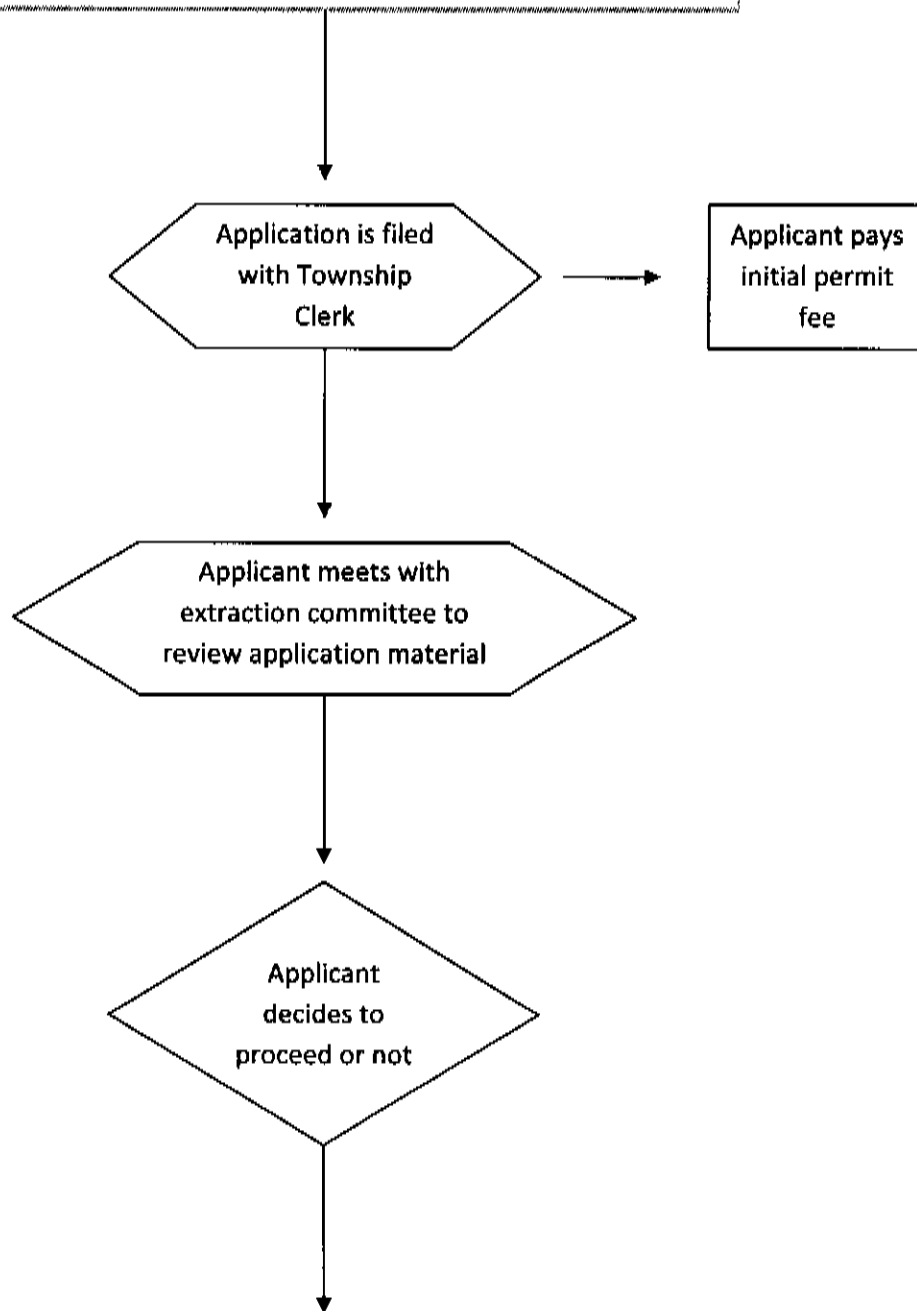 Application is filed
with Township
Clerk
Applicant pays
initial permit
fee
Applicant meets with
extraction committee to
review application material
Applicant
decides to
proceed or not